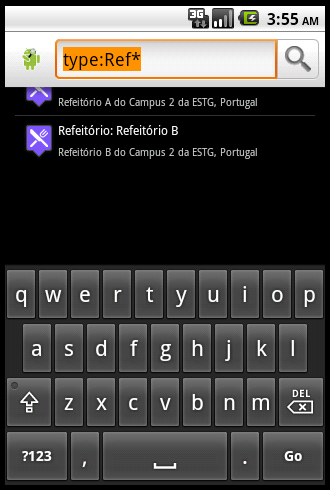 3G 3:55 AM
type:Ref*
Refeitório A do Campus 2 da ESTG, Portugal
Refeitório: Refeitório B
Refeitório B do Campus 2 da ESTG, Portugal
q w e r t y u i o p
a s d f g h j k l
z x c v b n m DEL
?123 , . Go